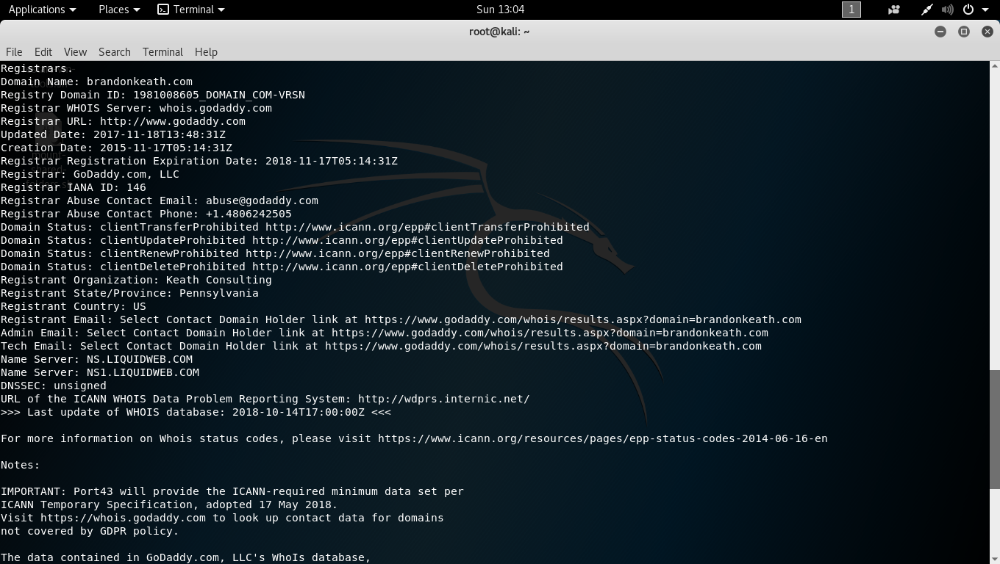 Applications Places Terminal Sun 13:04 1
root@kali: ~
File Edit View Search Terminal Help
Registrars.
Domain Name: brandonkeath.com
Registry Domain ID: 1981008605_DOMAIN_COM-VRSN
Registrar WHOIS Server: whois.godaddy.com
Registrar URL: http://www.godaddy.com
Updated Date: 2017-11-18T13:48:31Z
Creation Date: 2015-11-17T05:14:31Z
Registrar Registration Expiration Date: 2018-11-17T05:14:31Z
Registrar: GoDaddy.com, LLC
Registrar IANA ID: 146
Registrar Abuse Contact Email: abuse@godaddy.com
Registrar Abuse Contact Phone: +1.4806242505
Domain Status: clientTransferProhibited http://www.icann.org/epp#clientTransferProhibited
Domain Status: clientUpdateProhibited http://www.icann.org/epp#clientUpdateProhibited
Domain Status: clientRenewProhibited http://www.icann.org/epp#clientRenewProhibited
Domain Status: clientDeleteProhibited http://www.icann.org/epp#clientDeleteProhibited
Registrant Organization: Keath Consulting
Registrant State/Province: Pennsylvania
Registrant Country: US
Registrant Email: Select Contact Domain Holder link at https://www.godaddy.com/whois/results.aspx?domain=brandonkeath.com
Admin Email: Select Contact Domain Holder link at https://www.godaddy.com/whois/results.aspx?domain=brandonkeath.com
Tech Email: Select Contact Domain Holder link at https://www.godaddy.com/whois/results.aspx?domain=brandonkeath.com
Name Server: NS.LIQUIDWEB.COM
Name Server: NS1.LIQUIDWEB.COM
DNSSEC: unsigned
URL of the ICANN WHOIS Data Problem Reporting System: http://wdprs.internic.net/
>>> Last update of WHOIS database: 2018-10-14T17:00:00Z <<<
For more information on Whois status codes, please visit https://www.icann.org/resources/pages/epp-status-codes-2014-06-16-en
Notes:
IMPORTANT: Port43 will provide the ICANN-required minimum data set per
ICANN Temporary Specification, adopted 17 May 2018.
Visit https://whois.godaddy.com to look up contact data for domains
not covered by GDPR policy.
The data contained in GoDaddy.com, LLC's WhoIs database,